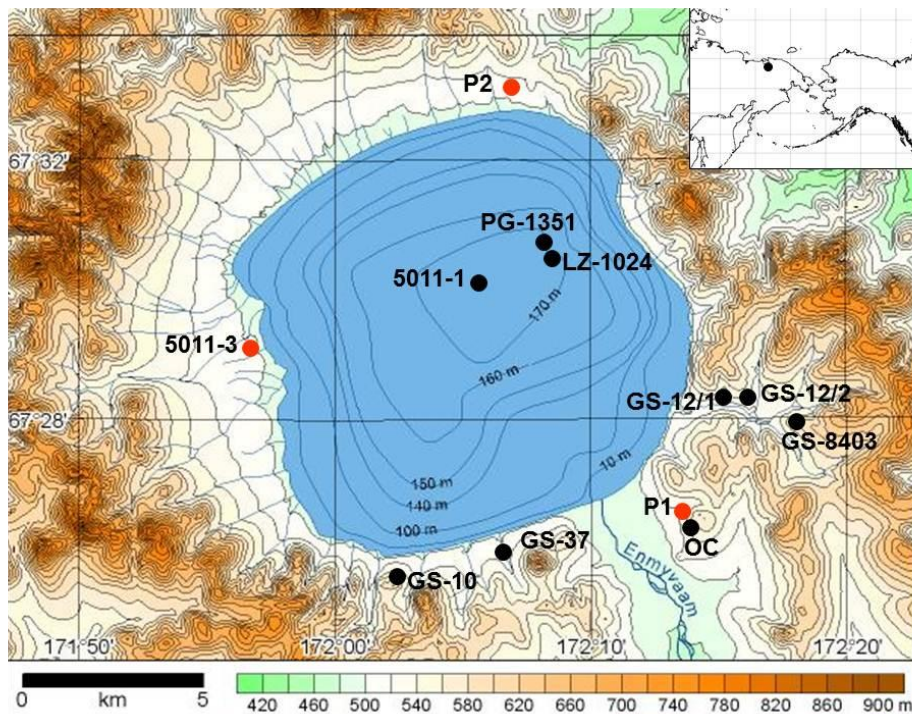 P2
67°32'
PG-1351
LZ-1024
5011-1
170 m
5011-3
160 m
GS-12/1
GS-12/2
67°28'
GS-8403
10 m
150 m
140 m
P1
100 m
GS-37
OC
Enmyvaam
GS-10
171°50'
172°00'
172°10'
172°20'
0 km 5
420 460 500 540 580 620 660 700 740 780 820 860 900 m